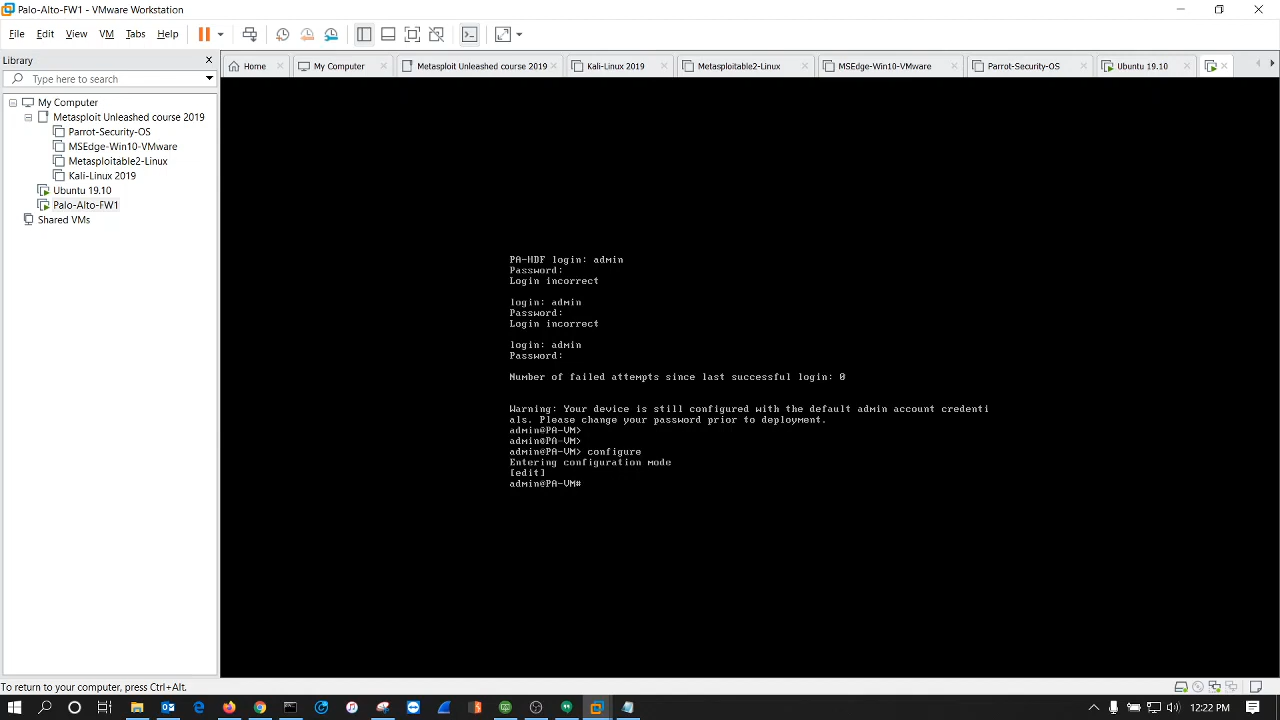 Palo-Alto-FW1 - VMware Workstation
File Edit View VM Tabs Help
Library
Type here to search
Home
My Computer
Metasploit Unleashed course 2019
Kali-Linux 2019
Metasploitable2-Linux
MSEdge-Win10-VMware
Parrot-Security-OS
Ubuntu 19.10
My Computer
Metasploit Unleashed course 2019
Parrot-Security-OS
MSEdge-Win10-VMware
Metasploitable2-Linux
Kali-Linux 2019
Ubuntu 19.10
Palo-Alto-FW1
Shared VMs
PA-HDF login: admin
Password:
Login incorrect
login: admin
Password:
Login incorrect
login: admin
Password:
Number of failed attempts since last successful login: 0
Warning: Your device is still configured with the default admin account credenti
als. Please change your password prior to deployment.
admin@PA-VM>
admin@PA-VM>
admin@PA-VM> configure
Entering configuration mode
[edit]
admin@PA-VM#
To return to your computer, press Ctrl+Alt.
12:22 PM